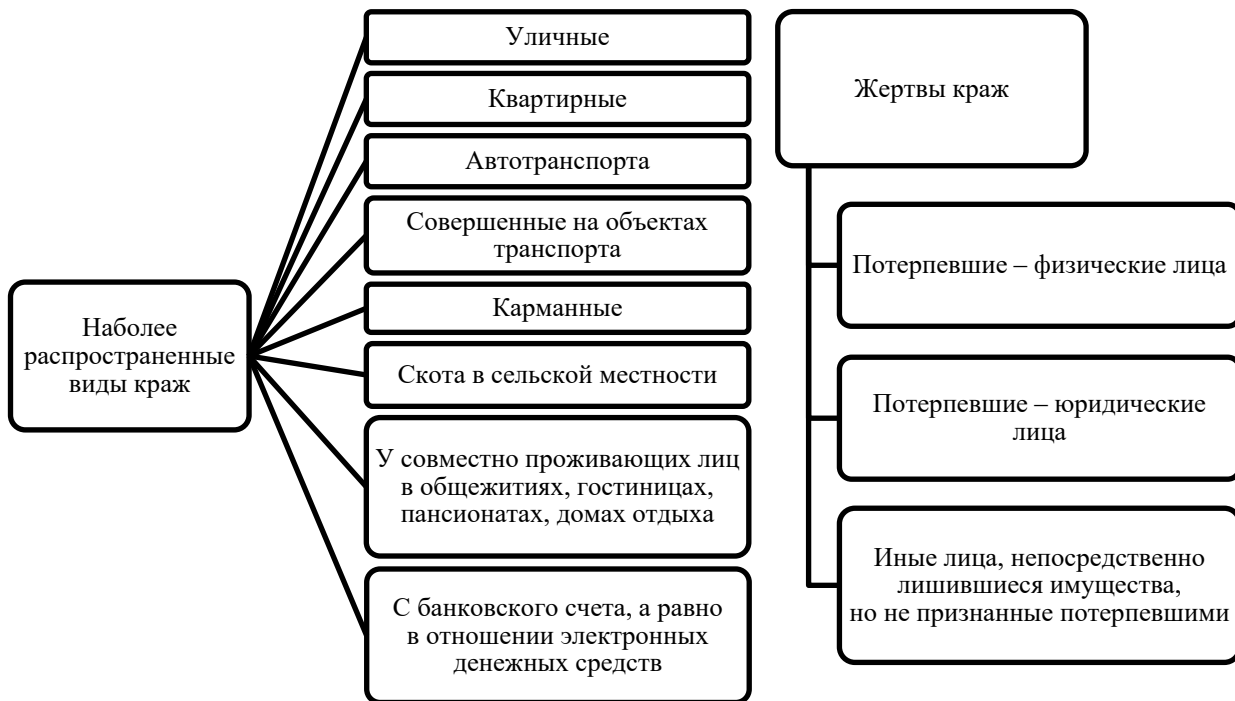 Наболее
распространенные
виды краж
Уличные
Квартирные
Автотранспорта
Совершенные на объектах
транспорта
Карманные
Скота в сельской местности
У совместно проживающих лиц
в общежитиях, гостиницах,
пансионатах, домах отдыха
С банковского счета, а равно
в отношении электронных
денежных средств
Жертвы краж
Потерпевшие – физические лица
Потерпевшие – юридические
лица
Иные лица, непосредственно
лишившиеся имущества,
но не признанные потерпевшими